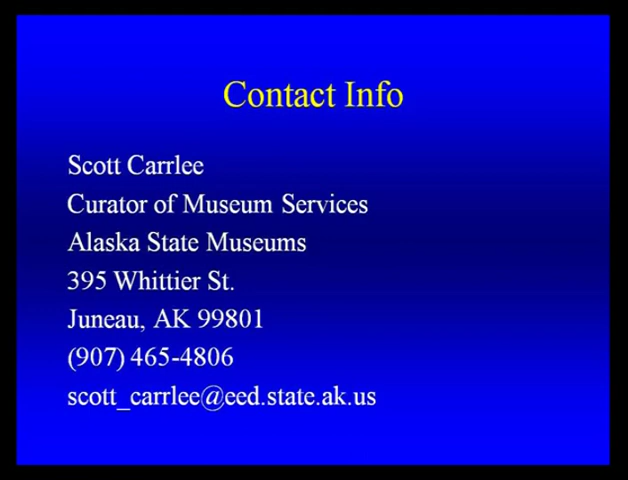 Contact Info
Scott Carrlee
Curator of Museum Services
Alaska State Museums
395 Whittier St.
Juneau, AK 99801
(907) 465-4806
scott_carrlee@eed.state.ak.us